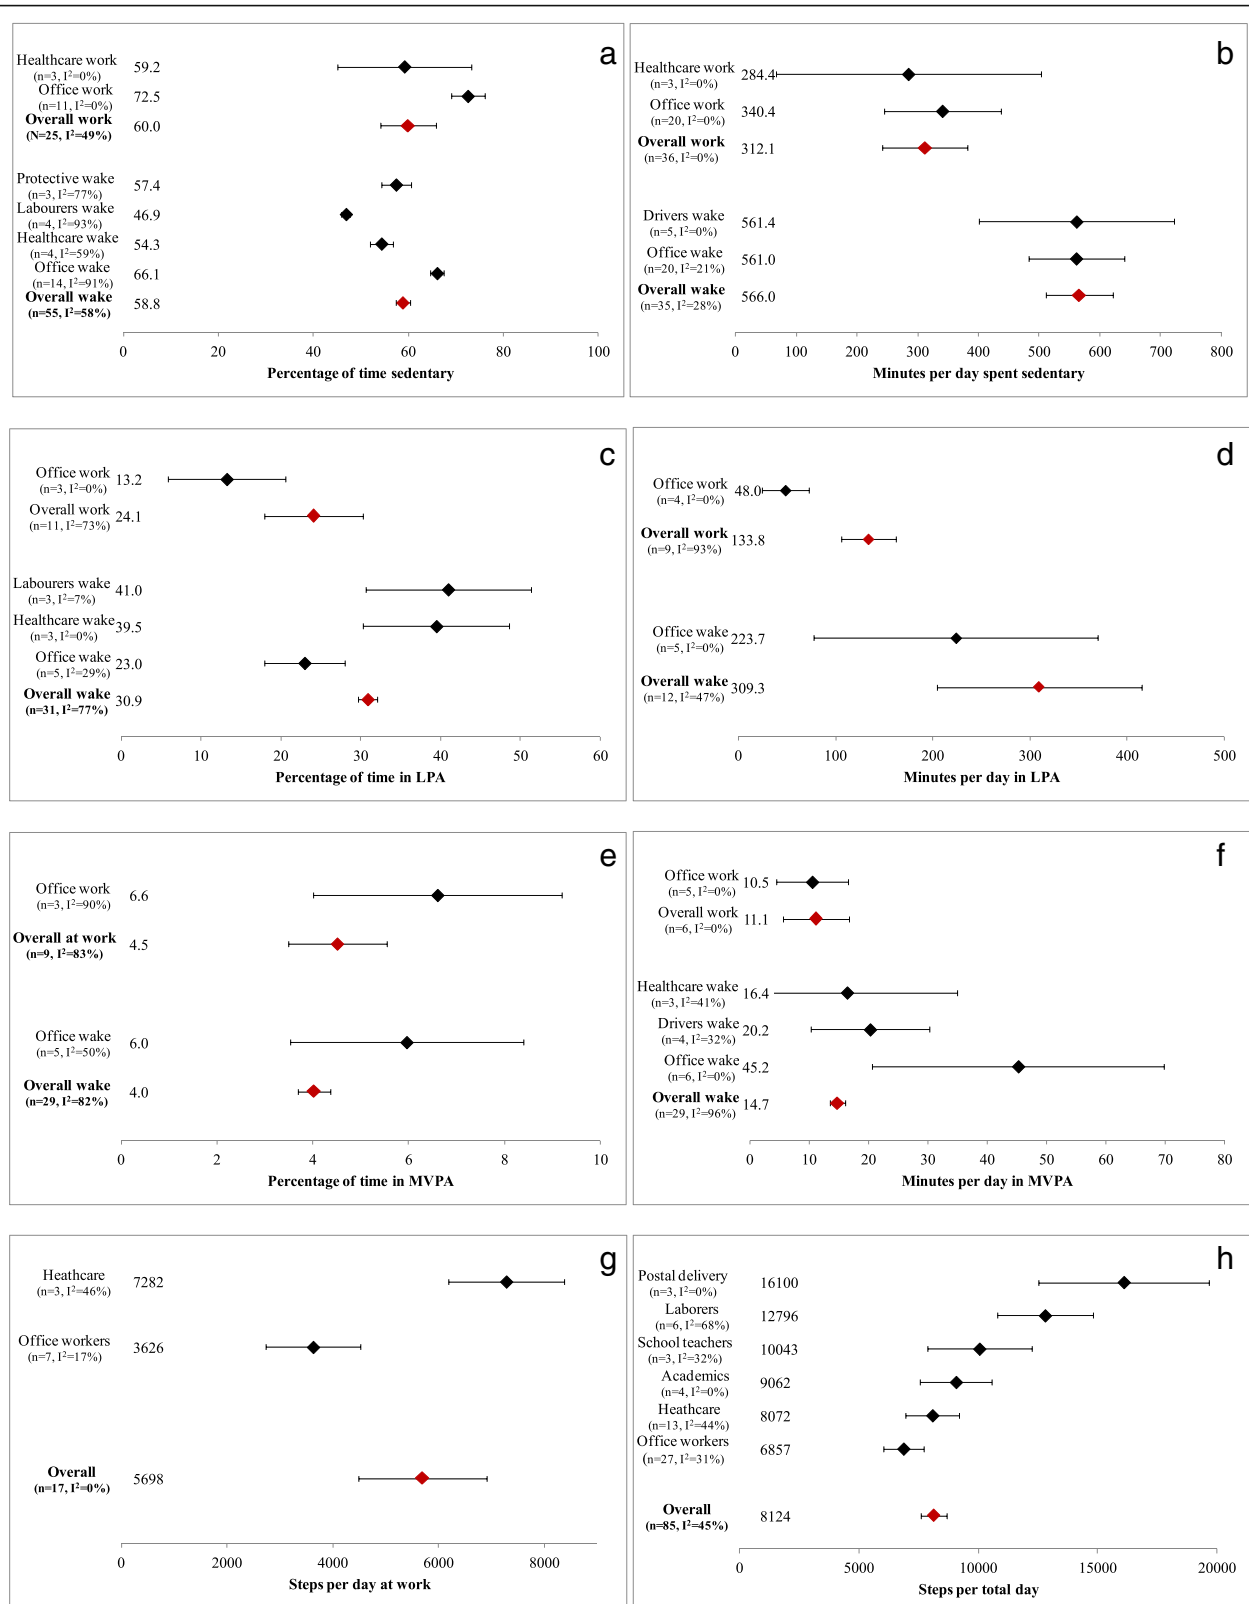 a
Healthcare work 59.2
(n=3, I²=0%)
Office work 72.5
(n=11, I²=0%)
Overall work 60.0
(N=25, I²=49%)
Protective wake 57.4
(n=3, I²=77%)
Labourers wake 46.9
(n=4, I²=93%)
Healthcare wake 54.3
(n=4, I²=59%)
Office wake 66.1
(n=14, I²=91%)
Overall wake 58.8
(n=55, I²=58%)
0 20 40 60 80 100
Percentage of time sedentary
b
Healthcare work 284.4
(n=3, I²=0%)
Office work 340.4
(n=20, I²=0%)
Overall work 312.1
(n=36, I²=0%)
Drivers wake 561.4
(n=5, I²=0%)
Office wake 561.0
(n=20, I²=21%)
Overall wake 566.0
(n=35, I²=28%)
0 100 200 300 400 500 600 700 800
Minutes per day spent sedentary
c
Office work 13.2
(n=3, I²=0%)
Overall work 24.1
(n=11, I²=73%)
Labourers wake 41.0
(n=3, I²=7%)
Healthcare wake 39.5
(n=3, I²=0%)
Office wake 23.0
(n=5, I²=29%)
Overall wake 30.9
(n=31, I²=77%)
0 10 20 30 40 50 60
Percentage of time in LPA
d
Office work 48.0
(n=4, I²=0%)
Overall work 133.8
(n=9, I²=93%)
Office wake 223.7
(n=5, I²=0%)
Overall wake 309.3
(n=12, I²=47%)
0 100 200 300 400 500
Minutes per day in LPA
e
Office work 6.6
(n=3, I²=90%)
Overall at work 4.5
(n=9, I²=83%)
Office wake 6.0
(n=5, I²=50%)
Overall wake 4.0
(n=29, I²=82%)
0 2 4 6 8 10
Percentage of time in MVPA
f
Office work 10.5
(n=5, I²=0%)
Overall work 11.1
(n=6, I²=0%)
Healthcare wake 16.4
(n=3, I²=41%)
Drivers wake 20.2
(n=4, I²=32%)
Office wake 45.2
(n=6, I²=0%)
Overall wake 14.7
(n=29, I²=96%)
0 10 20 30 40 50 60 70 80
Minutes per day in MVPA
g
Heathcare 7282
(n=3, I²=46%)
Office workers 3626
(n=7, I²=17%)
Overall 5698
(n=17, I²=0%)
0 2000 4000 6000 8000
Steps per day at work
h
Postal delivery 16100
(n=3, I²=0%)
Laborers 12796
(n=6, I²=68%)
School teachers 10043
(n=3, I²=32%)
Academics 9062
(n=4, I²=0%)
Heathcare 8072
(n=13, I²=44%)
Office workers 6857
(n=27, I²=31%)
Overall 8124
(n=85, I²=45%)
0 5000 10000 15000 20000
Steps per total day